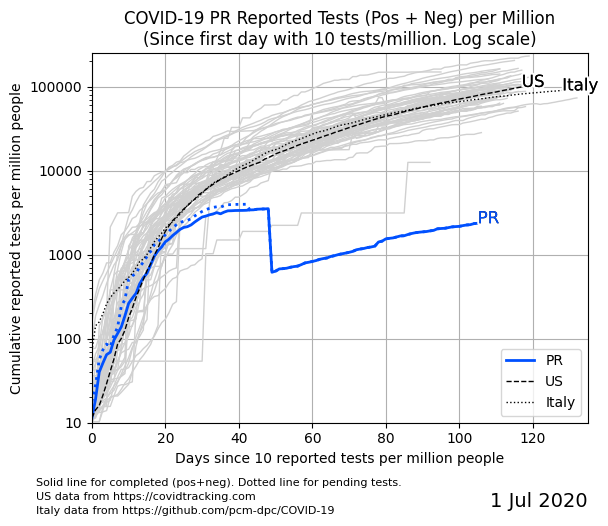 COVID-19 PR Reported Tests (Pos + Neg) per Million
(Since first day with 10 tests/million. Log scale)
Cumulative reported tests per million people
100000
10000
1000
100
10
US
Italy
PR
PR
US
Italy
0 20 40 60 80 100 120
Days since 10 reported tests per million people
Solid line for completed (pos+neg). Dotted line for pending tests.
US data from https://covidtracking.com
Italy data from https://github.com/pcm-dpc/COVID-19
1 Jul 2020